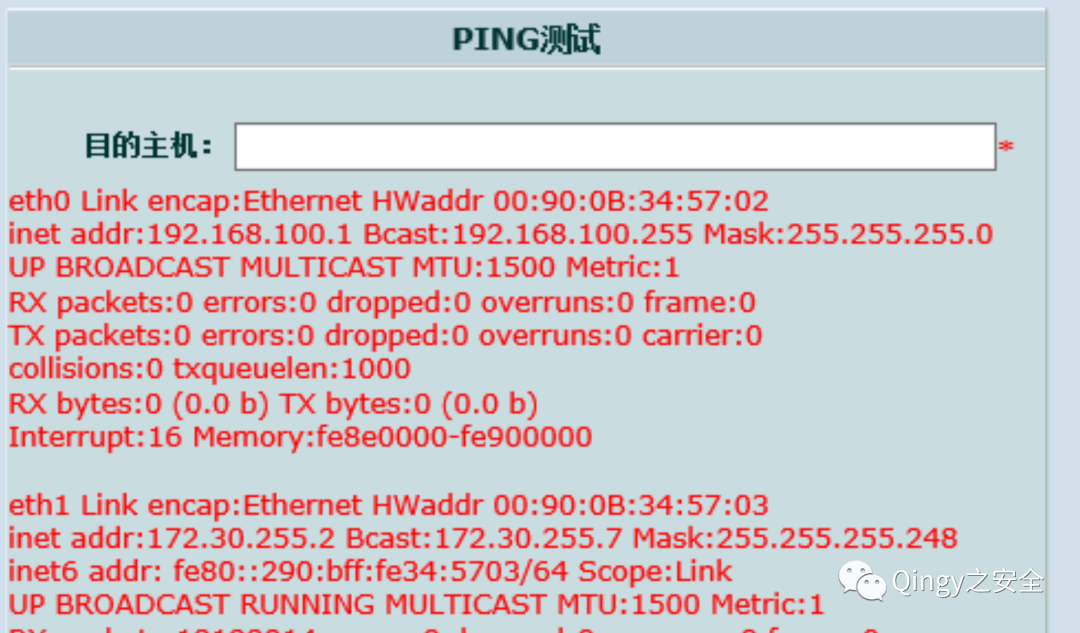 PING测试
目的主机： *
eth0 Link encap:Ethernet HWaddr 00:90:0B:34:57:02
inet addr:192.168.100.1 Bcast:192.168.100.255 Mask:255.255.255.0
UP BROADCAST MULTICAST MTU:1500 Metric:1
RX packets:0 errors:0 dropped:0 overruns:0 frame:0
TX packets:0 errors:0 dropped:0 overruns:0 carrier:0
collisions:0 txqueuelen:1000
RX bytes:0 (0.0 b) TX bytes:0 (0.0 b)
Interrupt:16 Memory:fe8e0000-fe900000
eth1 Link encap:Ethernet HWaddr 00:90:0B:34:57:03
inet addr:172.30.255.2 Bcast:172.30.255.7 Mask:255.255.255.248
inet6 addr: fe80::290:bff:fe34:5703/64 Scope:Link
UP BROADCAST RUNNING MULTICAST MTU:1500 Metric:1
Qingy之安全